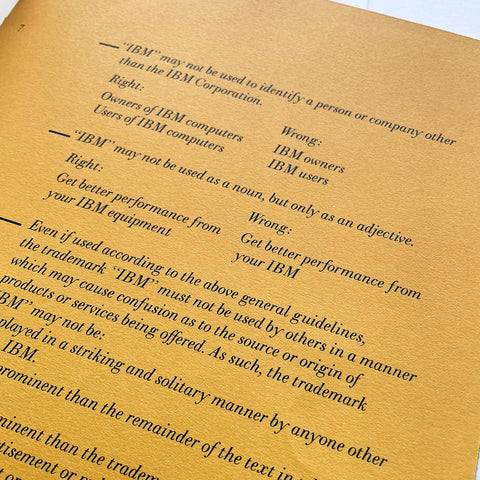 — “IBM” may not be used to identify a person or company other
than the IBM Corporation.
Right:
Owners of IBM computers
Users of IBM computers
Wrong:
IBM owners
IBM users
— “IBM” may not be used as a noun, but only as an adjective.
Right:
Get better performance from
your IBM equipment
Wrong:
Get better performance from
your IBM
— Even if used according to the above general guidelines,
the trademark “IBM” must not be used by others in a manner
which may cause confusion as to the source or origin of
products or services being offered. As such, the trademark
IBM” may not be:
played in a striking and solitary manner by anyone other
IBM.
prominent than the remainder of the text in
minent than the